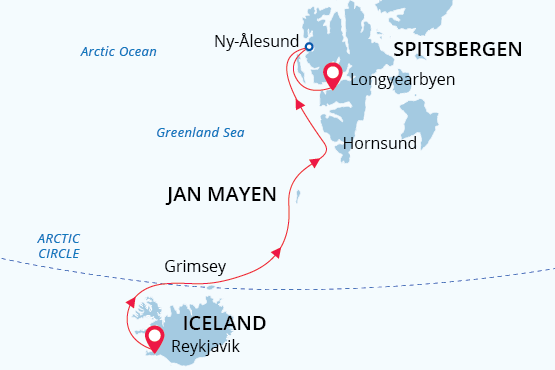 Ny-Ålesund
SPITSBERGEN
Arctic Ocean
Longyearbyen
Greenland Sea
Hornsund
JAN MAYEN
ARCTIC
CIRCLE
Grimsey
ICELAND
Reykjavik